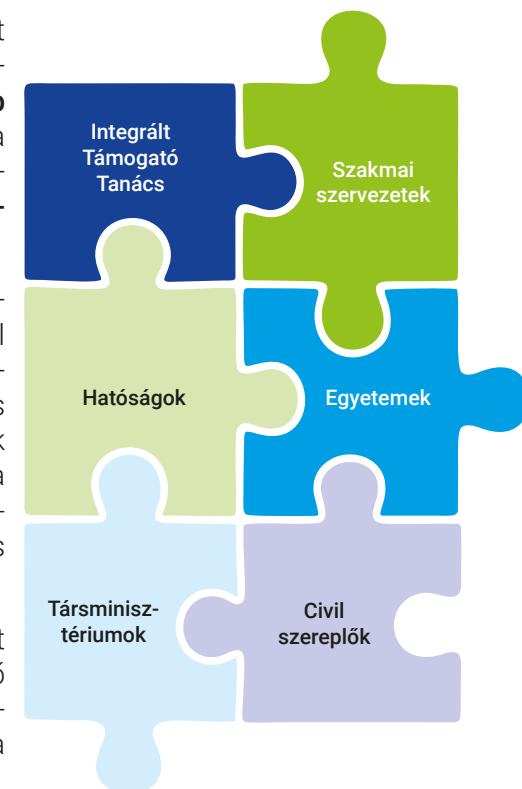 Integrált
Támogató
Tanács
Szakmai
szervezetek
Hatóságok
Egyetemek
Társminisz-
tériumok
Civil
szereplők